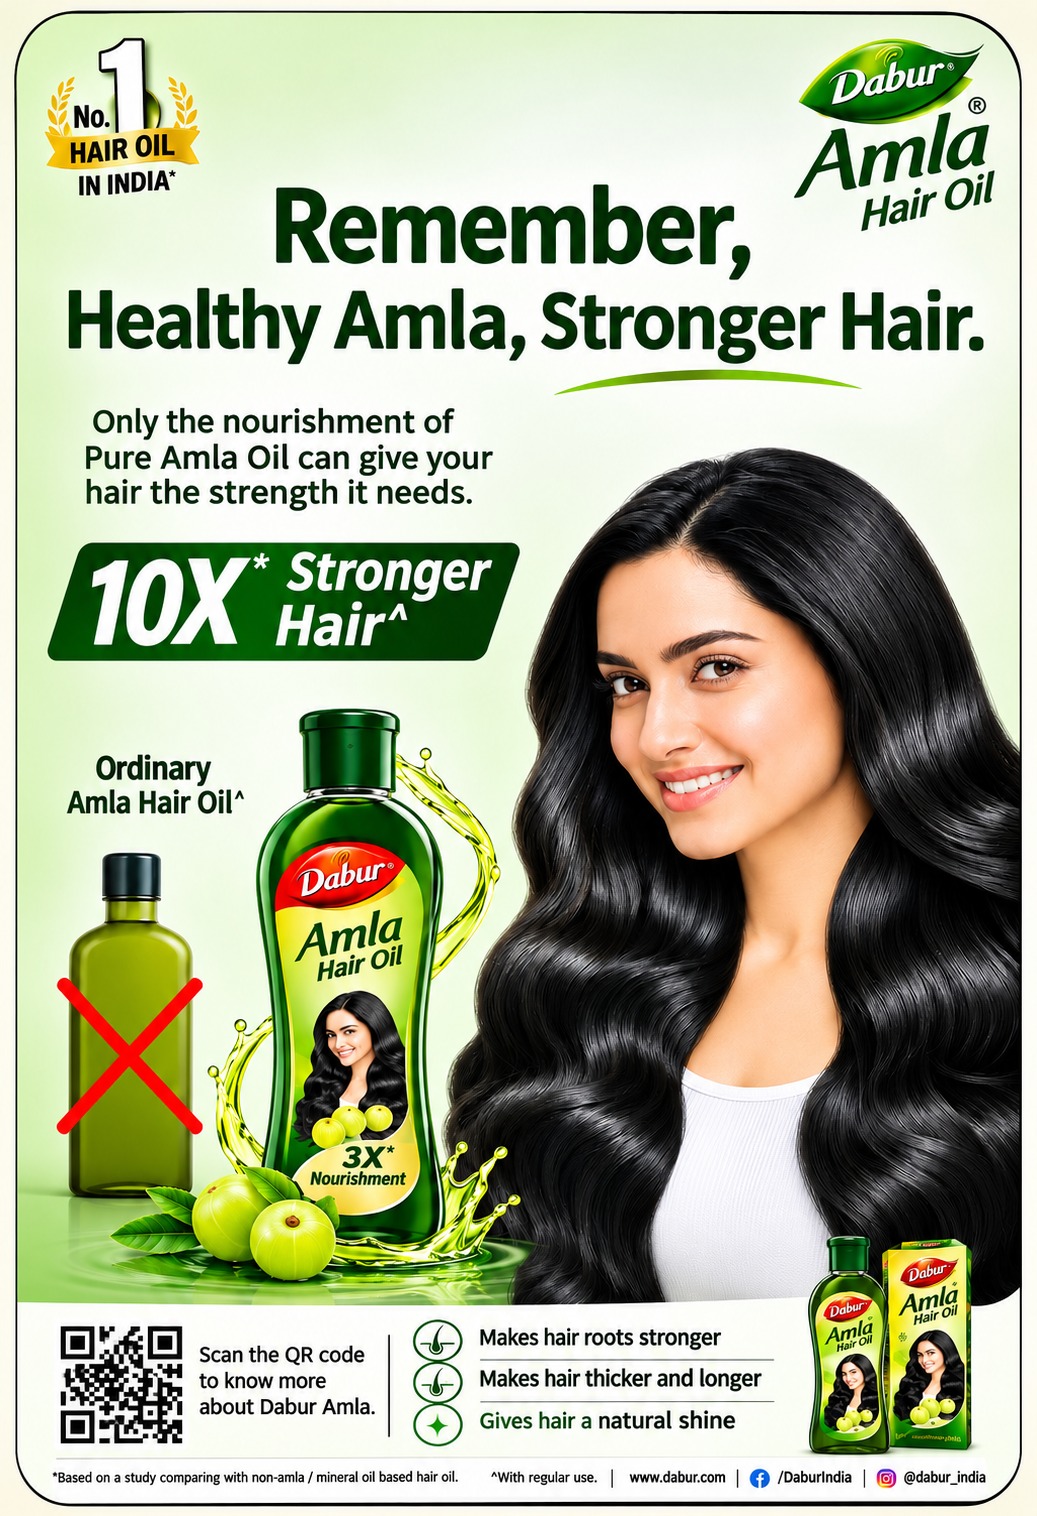 No. 1
HAIR OIL
IN INDIA*
Dabur®
Amla®
Hair Oil
Remember,
Healthy Amla, Stronger Hair.
Only the nourishment of
Pure Amla Oil can give your
hair the strength it needs.
10X* Stronger
Hair^
Ordinary
Amla Hair Oil^
Dabur®
Amla
Hair Oil
3X*
Nourishment
Scan the QR code
to know more
about Dabur Amla.
Makes hair roots stronger
Makes hair thicker and longer
Gives hair a natural shine
Dabur
Amla
Hair Oil
Dabur
Amla
Hair Oil
*Based on a study comparing with non-amla / mineral oil based hair oil.
^With regular use.
www.dabur.com
/DaburIndia
@dabur_india